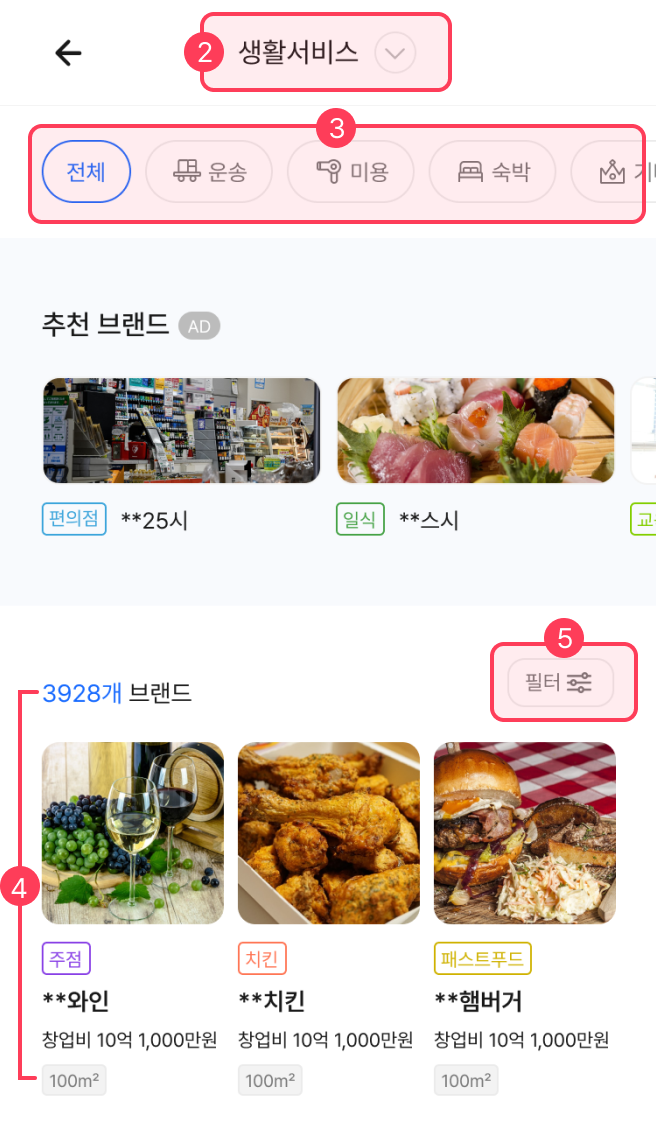 2 생활서비스
3
전체 운송 미용 숙박
추천 브랜드 AD
편의점 **25시 일식 **스시
5
3928개 브랜드 필터
4
주점 치킨 패스트푸드
**와인 **치킨 **햄버거
창업비 10억 1,000만원 창업비 10억 1,000만원 창업비 10억 1,000만원
100m² 100m² 100m²